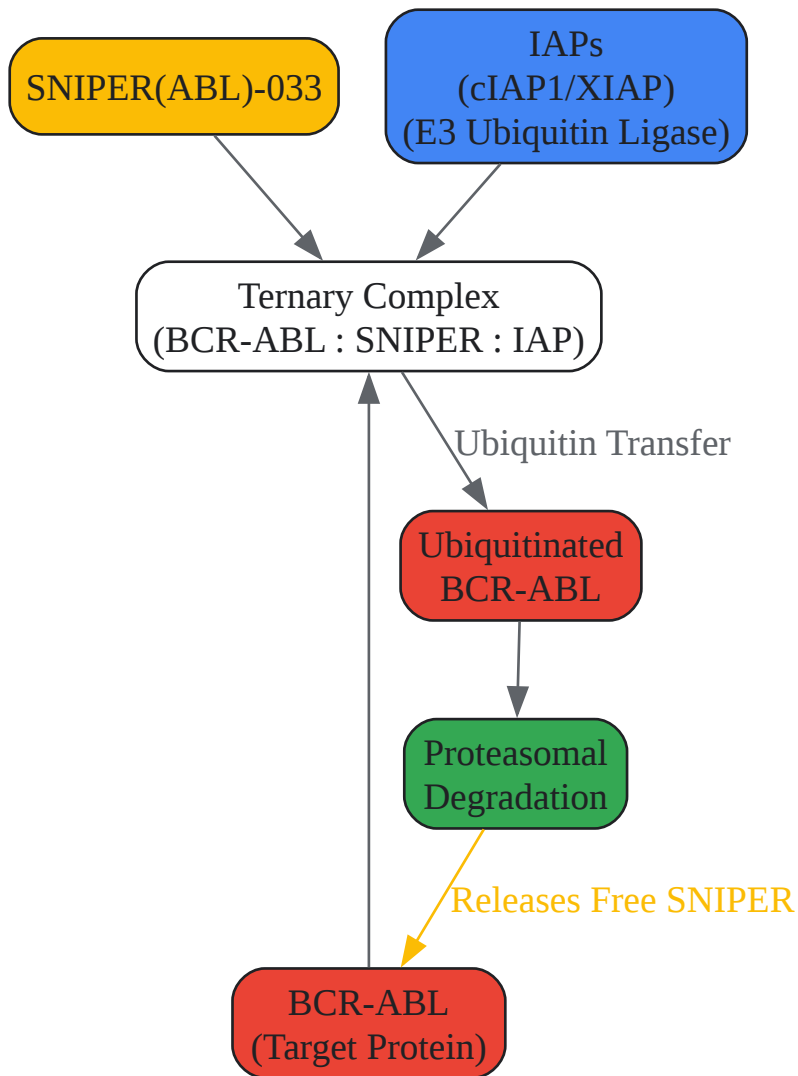 SNIPER(ABL)-033
IAPs
(cIAP1/XIAP)
(E3 Ubiquitin Ligase)
Ternary Complex
(BCR-ABL : SNIPER : IAP)
Ubiquitin Transfer
Ubiquitinated
BCR-ABL
Proteasomal
Degradation
Releases Free SNIPER
BCR-ABL
(Target Protein)